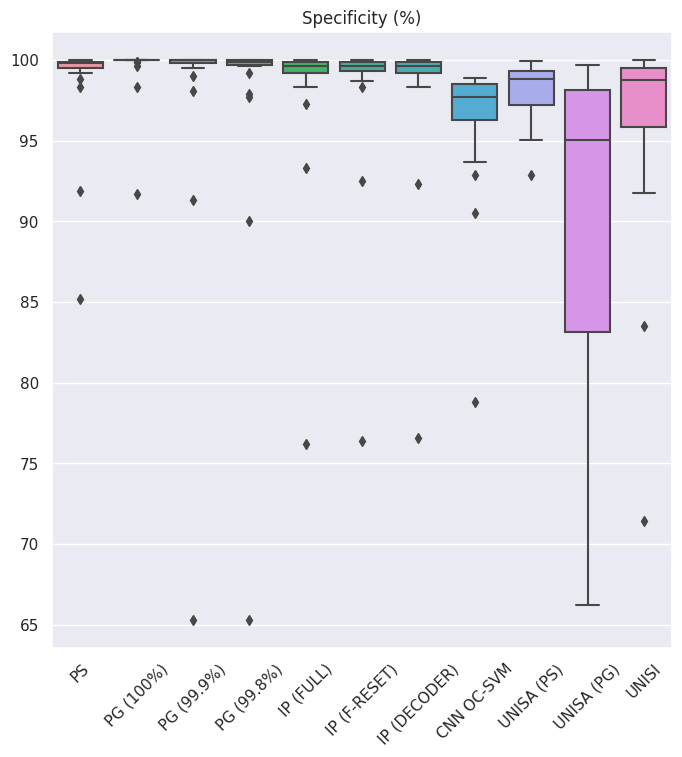 Specificity (%)
100
95
90
85
80
75
70
65
PS
PG (100%)
PG (99.9%)
PG (99.8%)
IP (FULL)
IP (F-RESET)
IP (DECODER)
CNN OC-SVM
UNISA (PS)
UNISA (PG)
UNISI